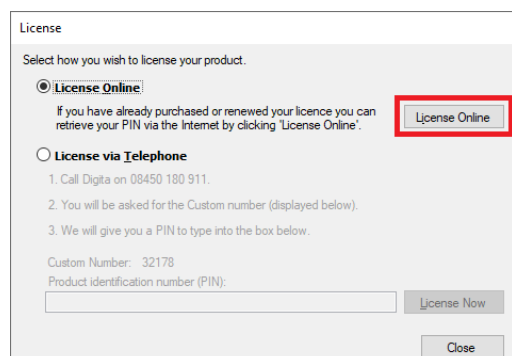 License
Select how you wish to license your product.
License Online
If you have already purchased or renewed your licence you can
retrieve your PIN via the Internet by clicking 'License Online'.
License Online
License via Telephone
1. Call Digita on 08450 180 911.
2. You will be asked for the Custom number (displayed below).
3. We will give you a PIN to type into the box below.
Custom Number: 32178
Product identification number (PIN):
License Now
Close